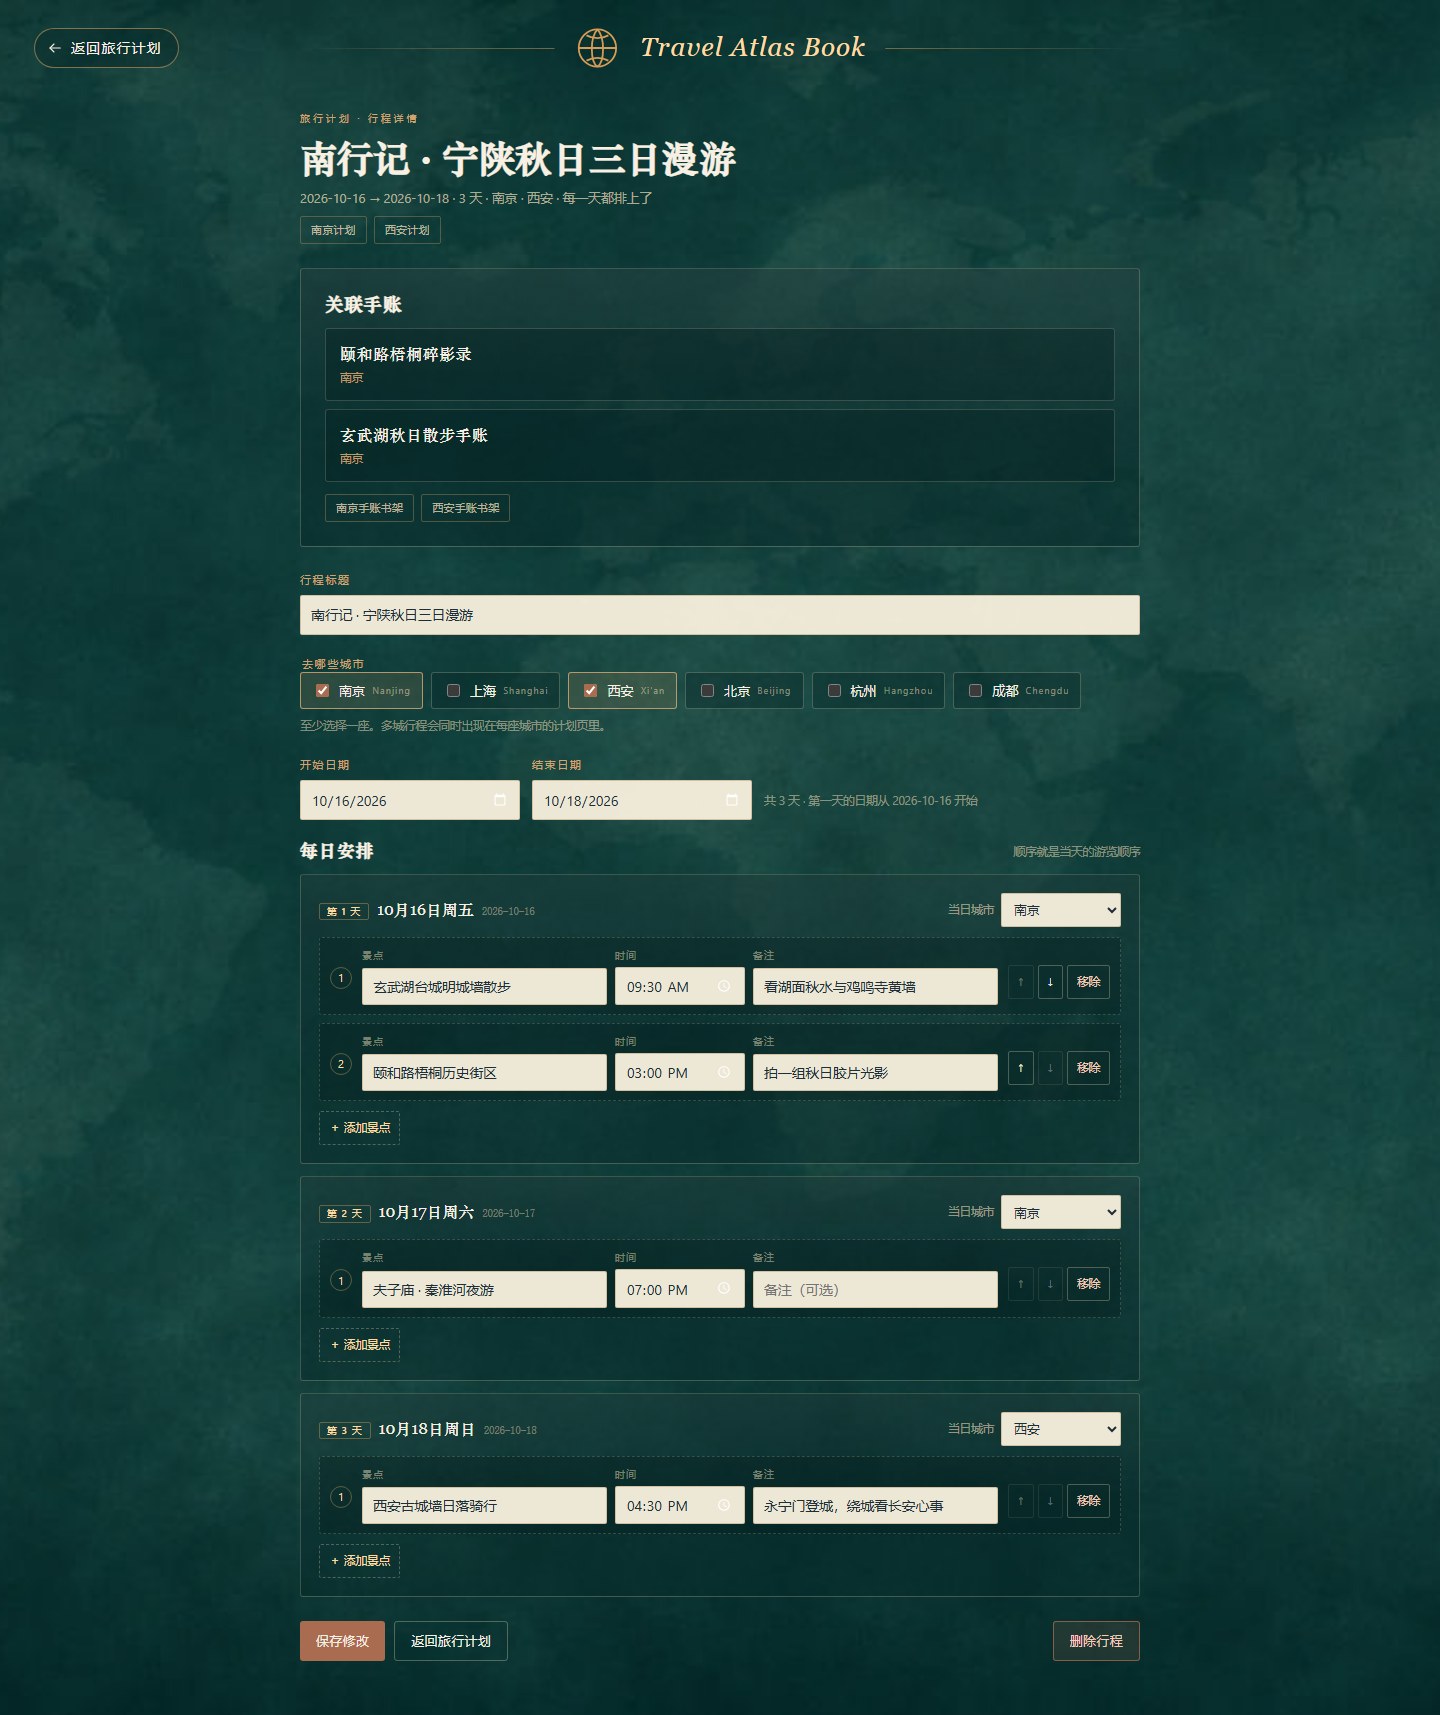 ← 返回旅行计划
Travel Atlas Book
旅行计划 · 行程详情
南行记 · 宁陕秋日三日漫游
2026-10-16 → 2026-10-18 · 3 天 · 南京 · 西安 · 每一天都排上了
南京计划 西安计划
关联手账
颐和路梧桐碎影录
南京
玄武湖秋日散步手账
南京
南京手账书架 西安手账书架
行程标题
南行记 · 宁陕秋日三日漫游
去哪些城市
南京 Nanjing 上海 Shanghai 西安 Xi'an 北京 Beijing 杭州 Hangzhou 成都 Chengdu
至少选择一座。多城行程会同时出现在每座城市的计划页里。
开始日期 结束日期
10/16/2026 10/18/2026 共 3 天 · 第一天的日期从 2026-10-16 开始
每日安排 顺序就是当天的游览顺序
第 1 天 10月16日周五 2026-10-16 当日城市 南京
景点 时间 备注
1 玄武湖台城明城墙散步 09:30 AM 看湖面秋水与鸡鸣寺黄墙 ↑ ↓ 移除
景点 时间 备注
2 颐和路梧桐历史街区 03:00 PM 拍一组秋日胶片光影 ↑ ↓ 移除
+ 添加景点
第 2 天 10月17日周六 2026-10-17 当日城市 南京
景点 时间 备注
1 夫子庙 · 秦淮河夜游 07:00 PM 备注（可选） ↑ ↓ 移除
+ 添加景点
第 3 天 10月18日周日 2026-10-18 当日城市 西安
景点 时间 备注
1 西安古城墙日落骑行 04:30 PM 永宁门登城，绕城看长安心事 ↑ ↓ 移除
+ 添加景点
保存修改 返回旅行计划 删除行程